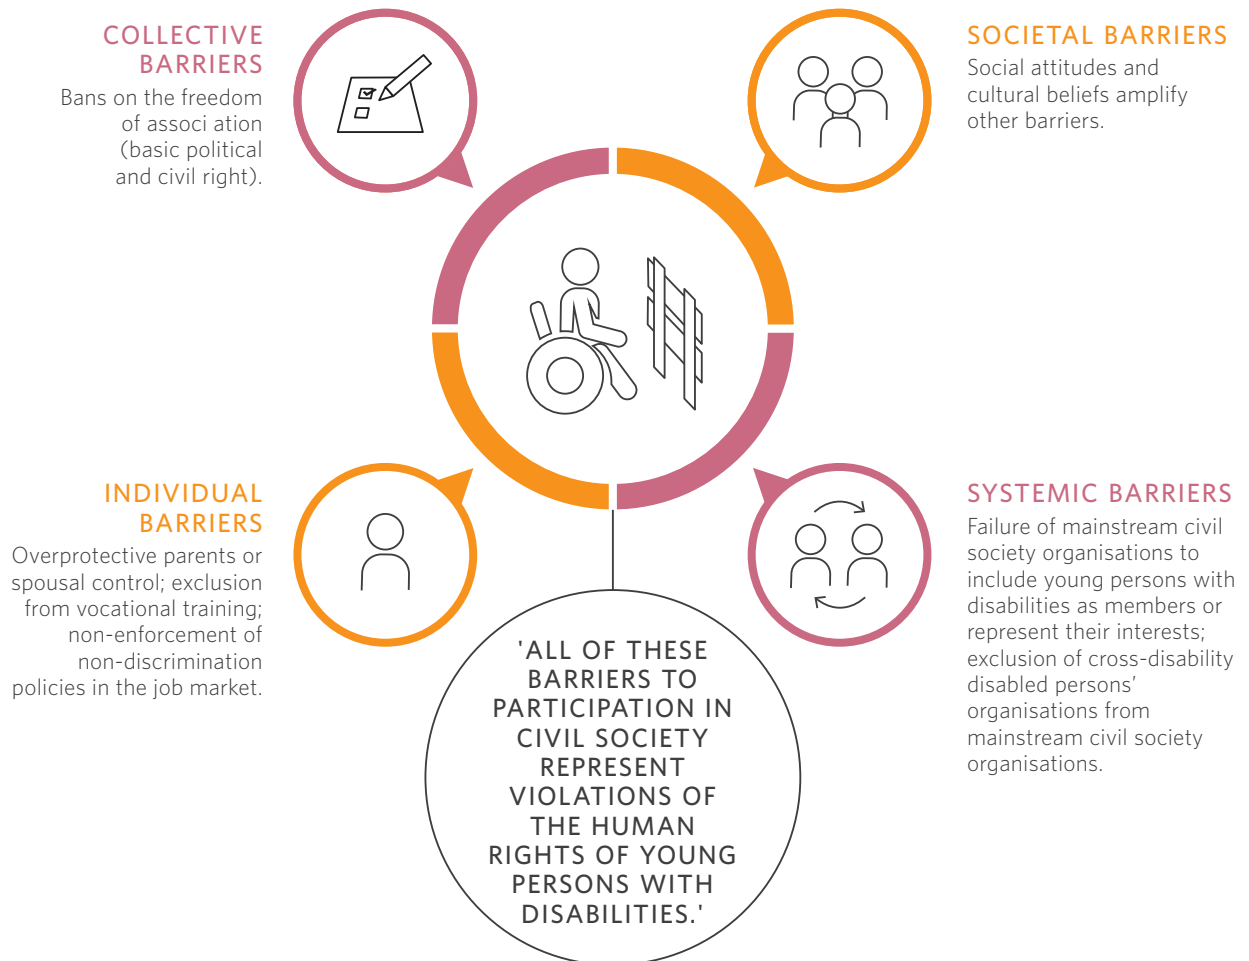 COLLECTIVE
BARRIERS
Bans on the freedom
of associ ation
(basic political
and civil right).
SOCIETAL BARRIERS
Social attitudes and
cultural beliefs amplify
other barriers.
INDIVIDUAL
BARRIERS
Overprotective parents or
spousal control; exclusion
from vocational training;
non-enforcement of
non-discrimination
policies in the job market.
SYSTEMIC BARRIERS
Failure of mainstream civil
society organisations to
include young persons with
disabilities as members or
represent their interests;
exclusion of cross-disability
disabled persons’
organisations from
mainstream civil society
organisations.
'ALL OF THESE
BARRIERS TO
PARTICIPATION IN
CIVIL SOCIETY
REPRESENT
VIOLATIONS OF
THE HUMAN
RIGHTS OF YOUNG
PERSONS WITH
DISABILITIES.'